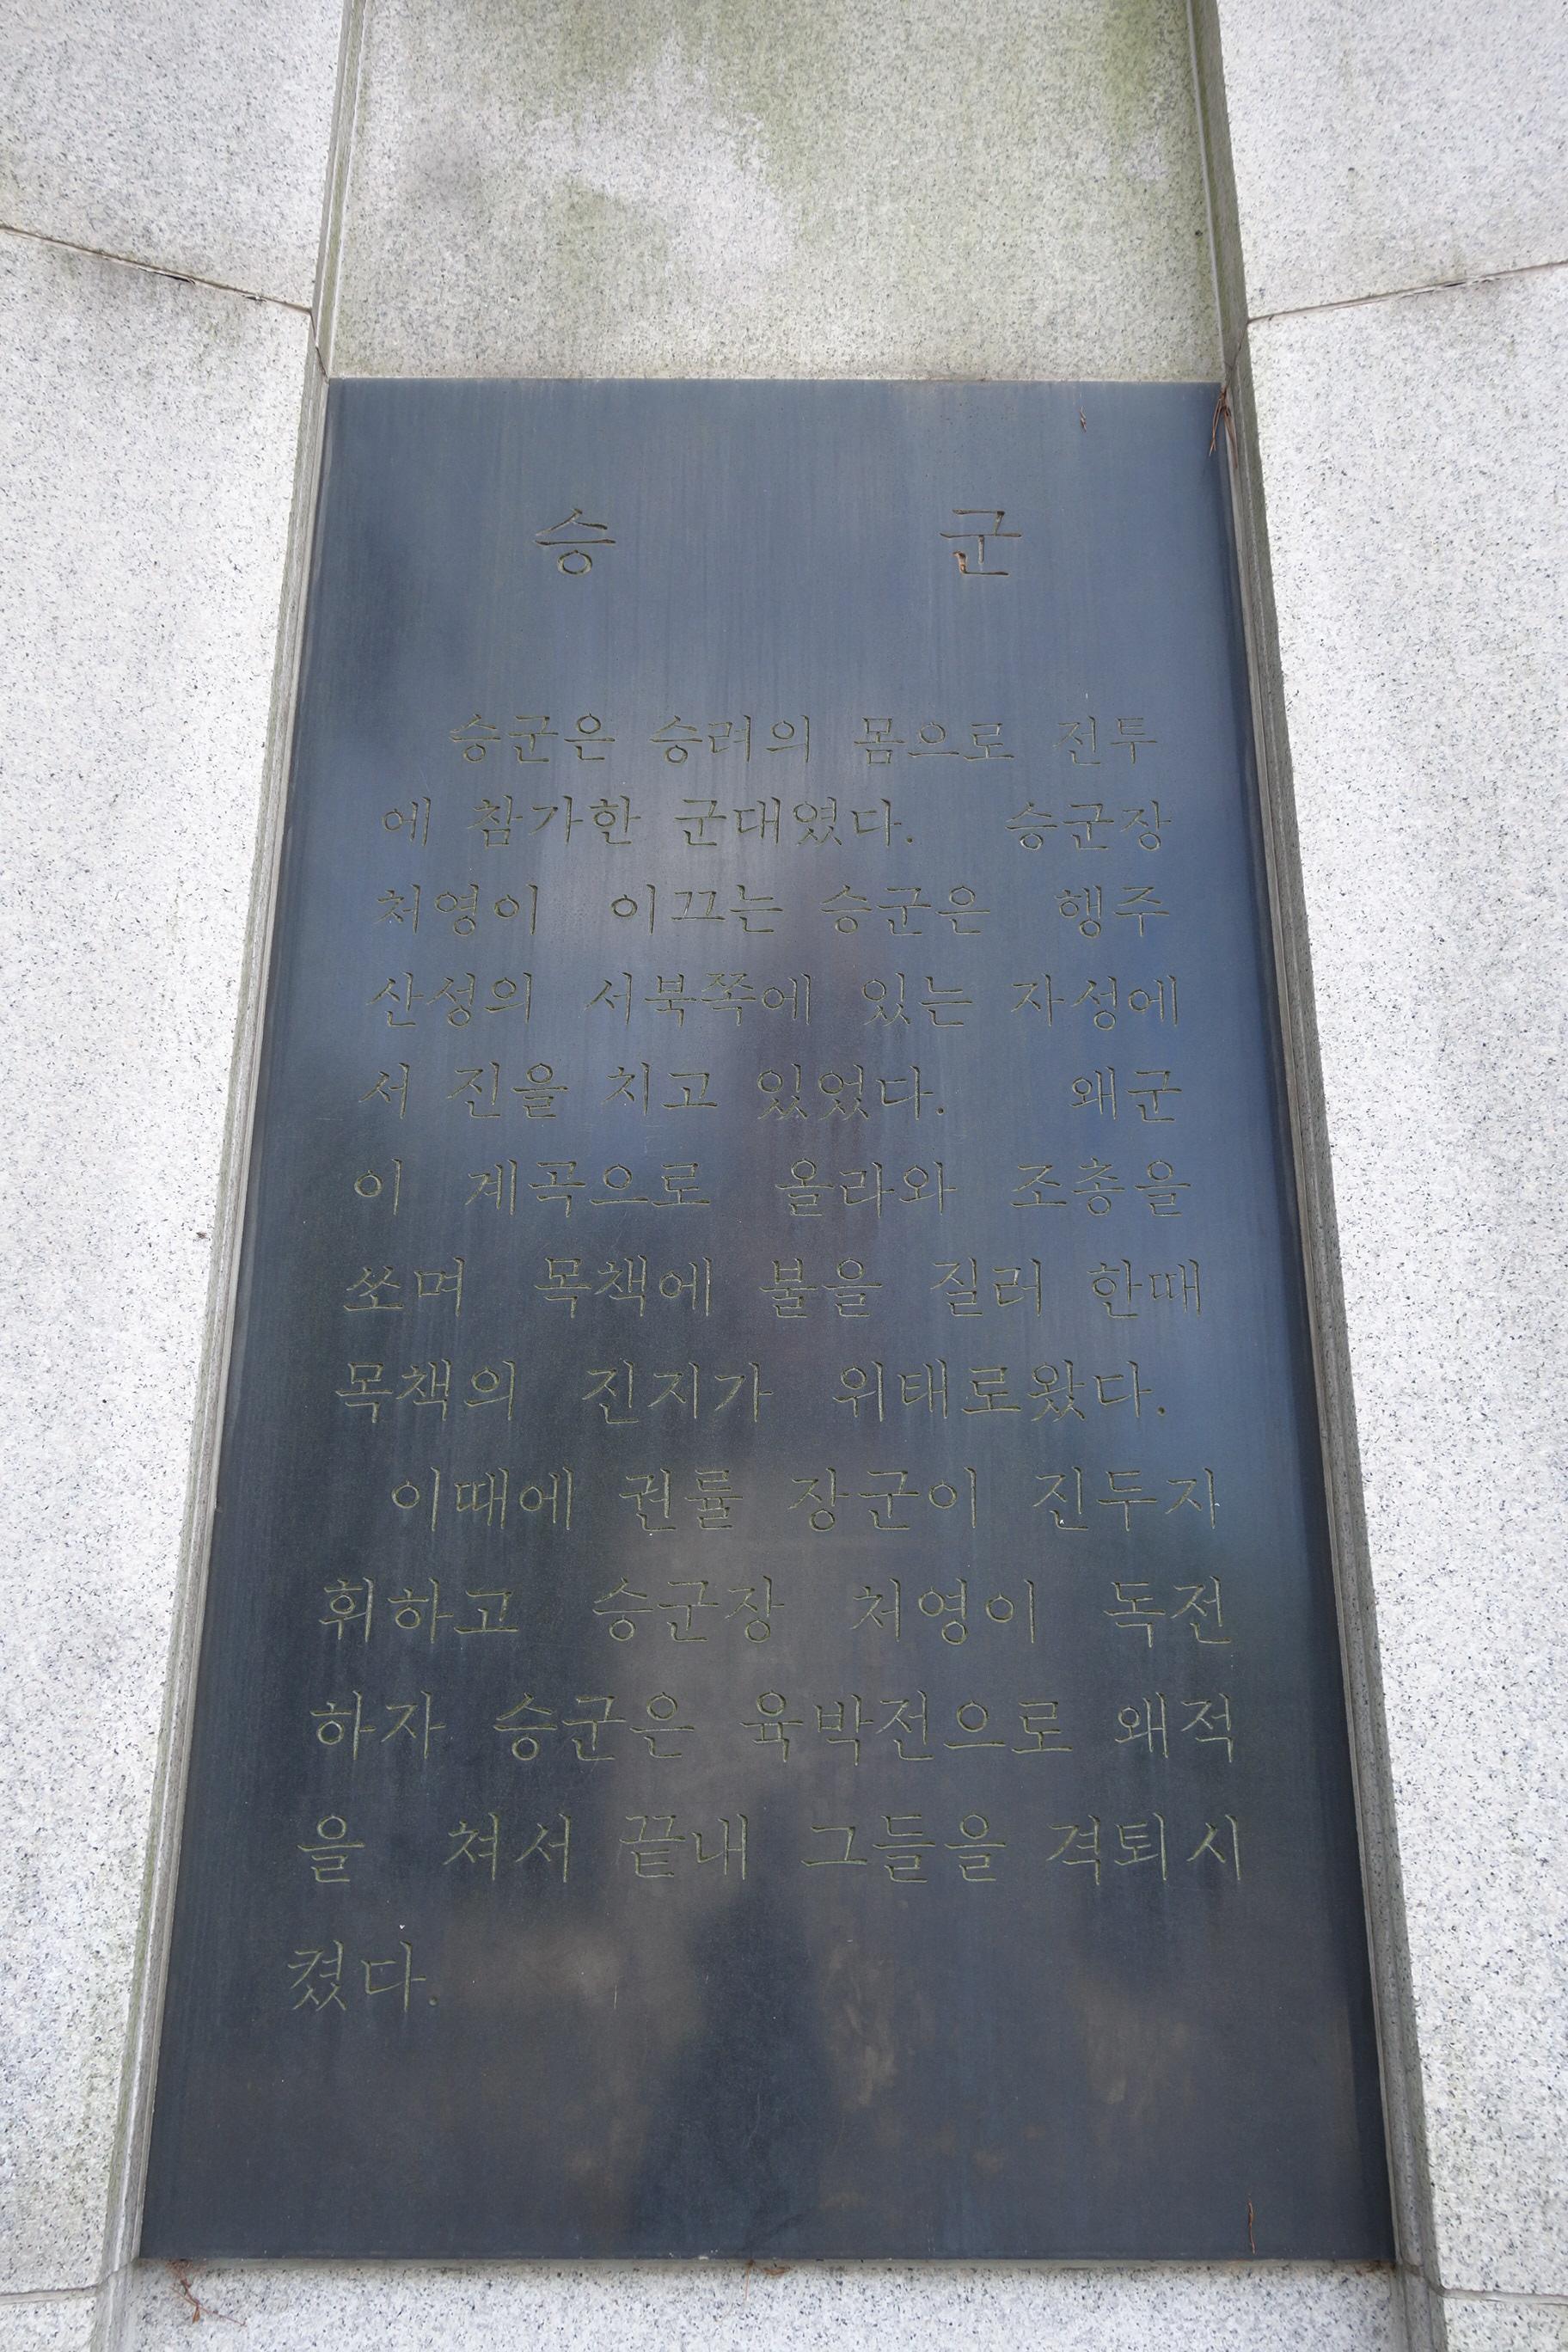 승 군
승군은 승려의 몸으로 전투
에 참가한 군대였다. 승군장
처영이 이끄는 승군은 행주
산성의 서북쪽에 있는 자성에
서 진을 치고 있었다. 왜군
이 계곡으로 올라와 조총을
쏘며 목책에 불을 질러 한때
목책의 진지가 위태로왔다.
이때에 권률 장군이 진두지
휘하고 승군장 처영이 독전
하자 승군은 육박전으로 왜적
을 쳐서 끝내 그들을 격퇴시
켰다.